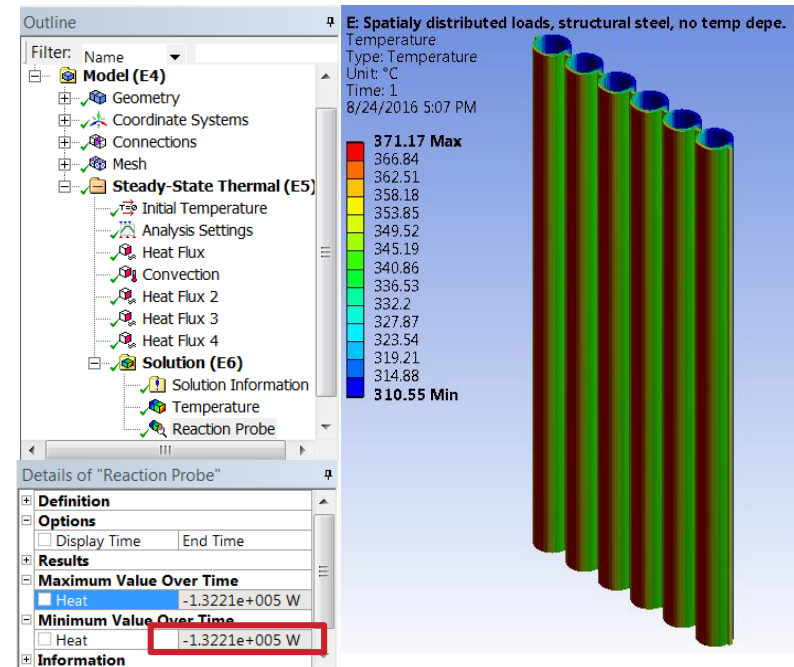 Outline
Filter: Name
Model (E4)
Geometry
Coordinate Systems
Connections
Mesh
Steady-State Thermal (E5)
Initial Temperature
Analysis Settings
Heat Flux
Convection
Heat Flux 2
Heat Flux 3
Heat Flux 4
Solution (E6)
Solution Information
Temperature
Reaction Probe
Details of "Reaction Probe"
Definition
Options
Display Time End Time
Results
Maximum Value Over Time
Heat -1.3221e+005 W
Minimum Value Over Time
Heat -1.3221e+005 W
Information
E: Spatialy distributed loads, structural steel, no temp depe.
Temperature
Type: Temperature
Unit: °C
Time: 1
8/24/2016 5:07 PM
371.17 Max
366.84
362.51
358.18
353.85
349.52
345.19
340.86
336.53
332.2
327.87
323.54
319.21
314.88
310.55 Min